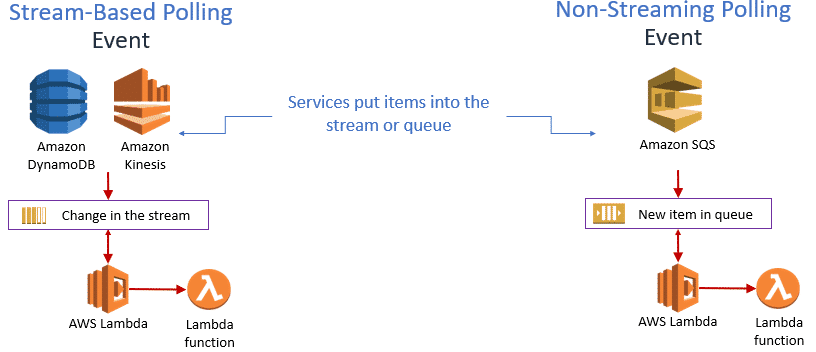 Stream-Based Polling
Event
Non-Streaming Polling
Event
Services put items into the
stream or queue
Amazon
DynamoDB
Amazon
Kinesis
Amazon SQS
Change in the stream
New item in queue
AWS Lambda
Lambda
function
AWS Lambda
Lambda
function